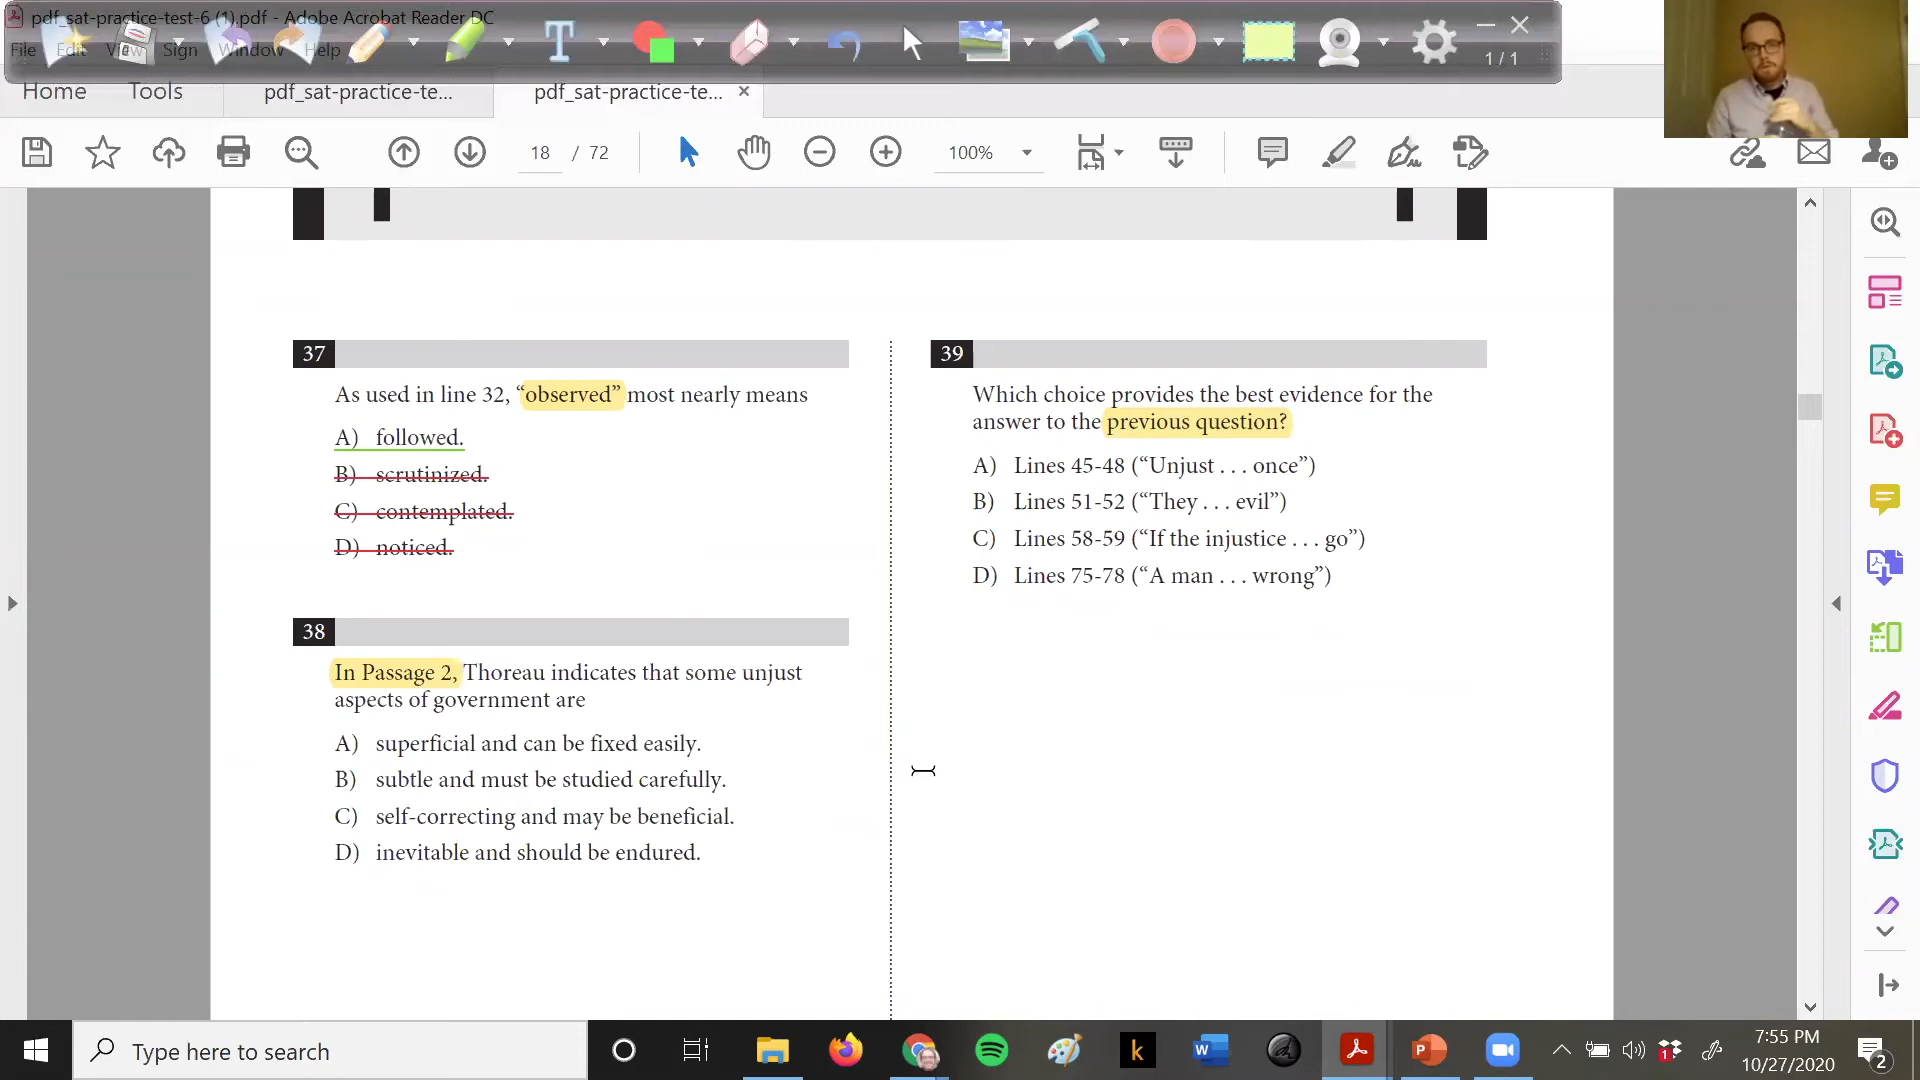 pdf_sat-practice-test-6 (1).pdf - Adobe Acrobat Reader DC
File Edit View Sign Window Help
T
1/1
Home Tools pdf_sat-practice-te... pdf_sat-practice-te... ×
18 / 72 100%
37
As used in line 32, “observed” most nearly means
A) followed.
B) scrutinized.
C) contemplated.
D) noticed.
38
In Passage 2, Thoreau indicates that some unjust
aspects of government are
A) superficial and can be fixed easily.
B) subtle and must be studied carefully.
C) self-correcting and may be beneficial.
D) inevitable and should be endured.
39
Which choice provides the best evidence for the
answer to the previous question?
A) Lines 45-48 (“Unjust . . . once”)
B) Lines 51-52 (“They . . . evil”)
C) Lines 58-59 (“If the injustice . . . go”)
D) Lines 75-78 (“A man . . . wrong”)
Type here to search
k
W
P
1
7:55 PM
10/27/2020
2